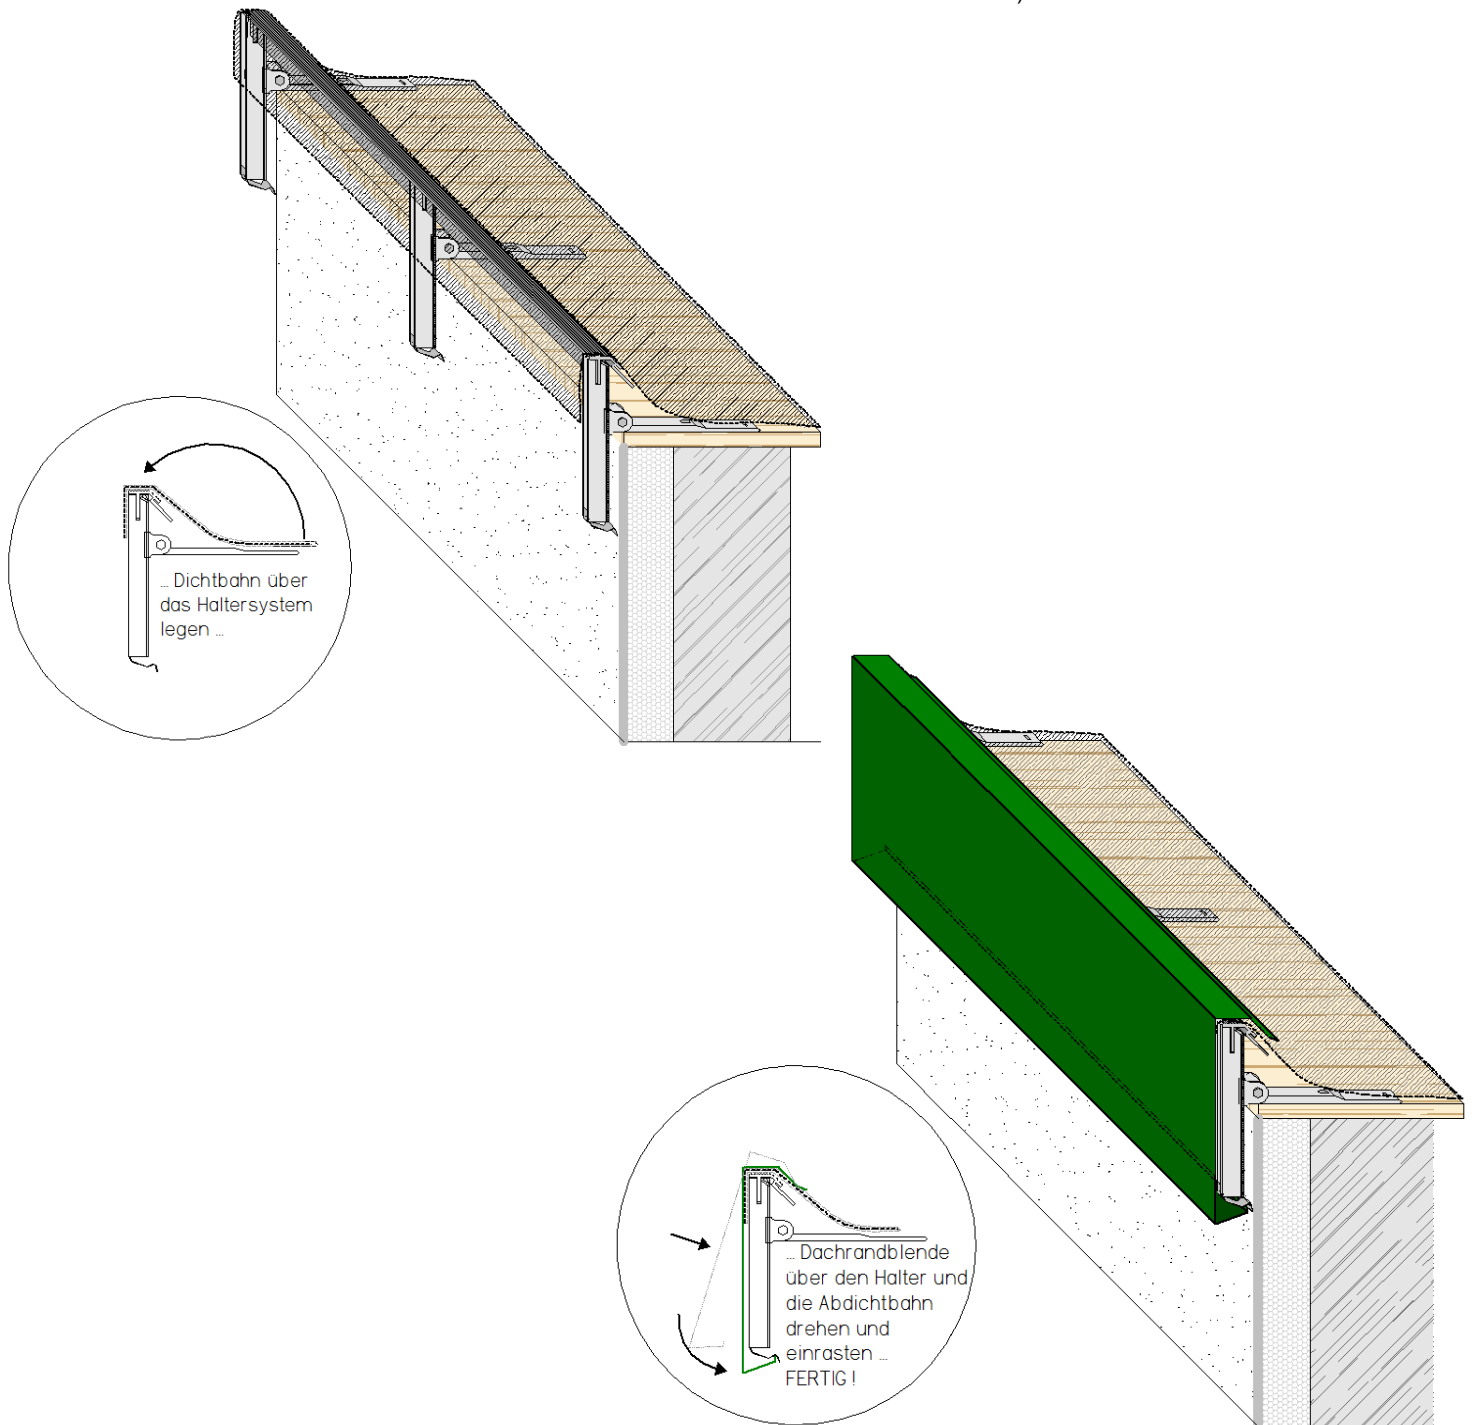 ... Dichtbahn über
das Haltersystem
legen ...
... Dachrandblende
über den Halter und
die Abdichtbahn
drehen und
einrasten ...
FERTIG !